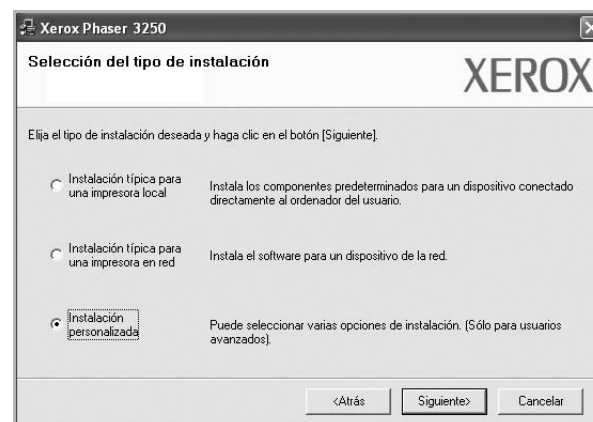 Xerox Phaser 3250
Selección del tipo de instalación
XEROX
Elija el tipo de instalación deseada y haga clic en el botón [Siguiente].
Instalación típica para
una impresora local
Instala los componentes predeterminados para un dispositivo conectado
directamente al ordenador del usuario.
Instalación típica para
una impresora en red
Instala el software para un dispositivo de la red.
Instalación
personalizada
Puede seleccionar varias opciones de instalación. (Sólo para usuarios
avanzados).
<Atrás
Siguiente>
Cancelar